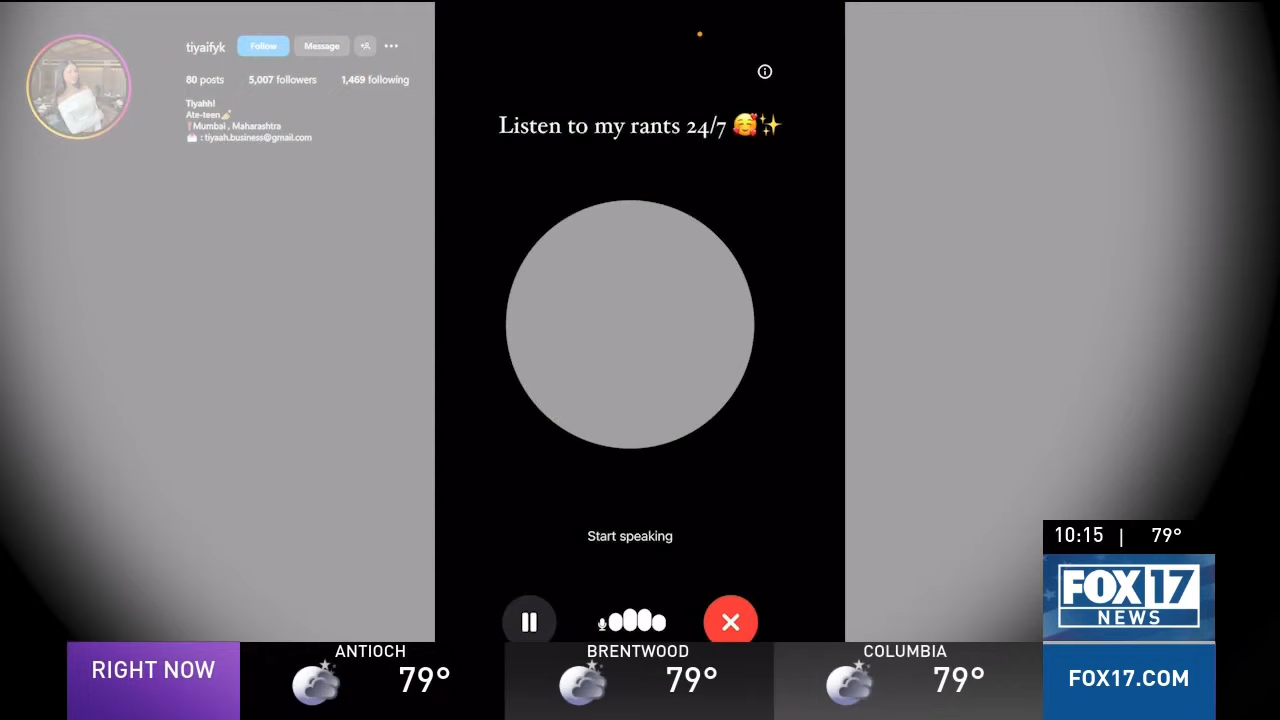 tiyaifyk Follow Message
80 posts 5,007 followers 1,469 following
Tiyahh!
Ate-teen💅
📍Mumbai , Maharashtra
📩 : tiyaah.business@gmail.com
Listen to my rants 24/7 🥰✨
Start speaking
10:15 | 79°
FOX 17
NEWS
FOX17.COM
RIGHT NOW
ANTIOCH
79°
BRENTWOOD
79°
COLUMBIA
79°